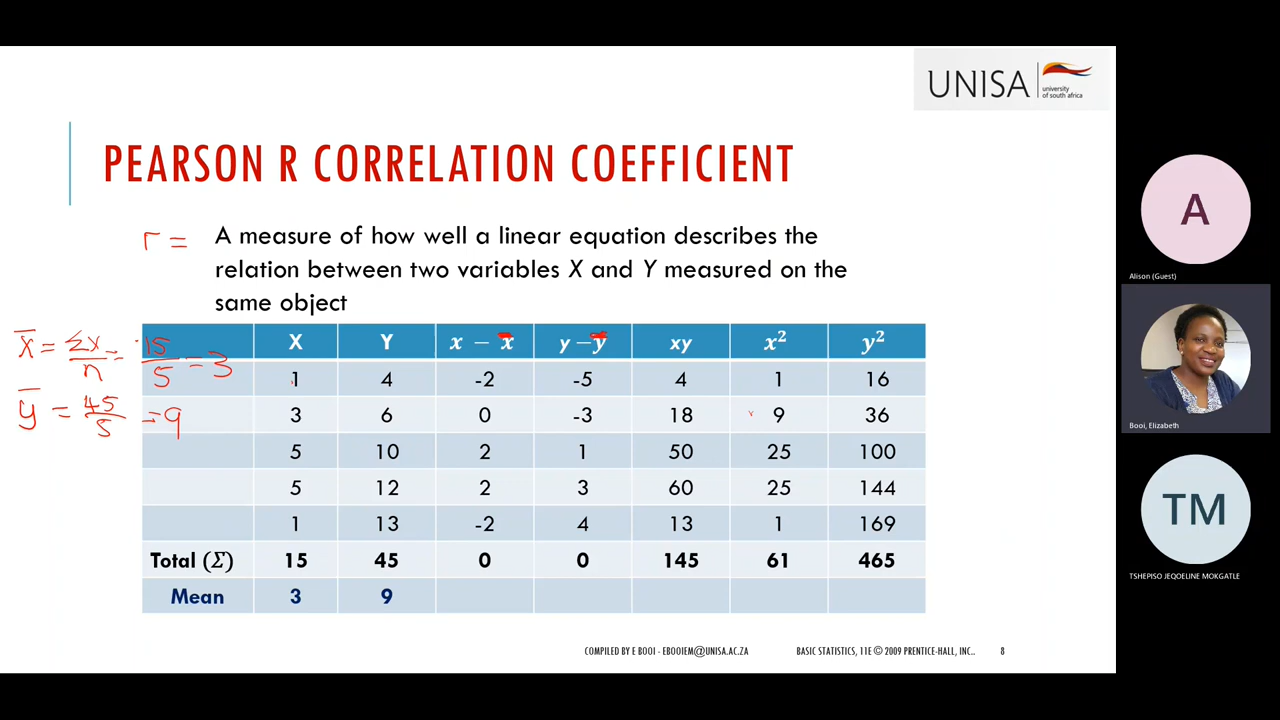 UNISA
university
of south africa
PEARSON R CORRELATION COEFFICIENT
r =
A measure of how well a linear equation describes the
relation between two variables X and Y measured on the
same object
x̄ = Σx/n = 15/5 = 3
ȳ = 45/5 = 9
X Y x − x̄ y − ȳ xy x² y²
1 4 -2 -5 4 1 16
3 6 0 -3 18 9 36
5 10 2 1 50 25 100
5 12 2 3 60 25 144
1 13 -2 4 13 1 169
Total (Σ) 15 45 0 0 145 61 465
Mean 3 9
COMPILED BY E BOOI - EBOOIEM@UNISA.AC.ZA BASIC STATISTICS, 11E © 2009 PRENTICE-HALL, INC.. 8
A
Alison (Guest)
Booi, Elizabeth
TM
TSHEPISO JEQOELINE MOKGATLE